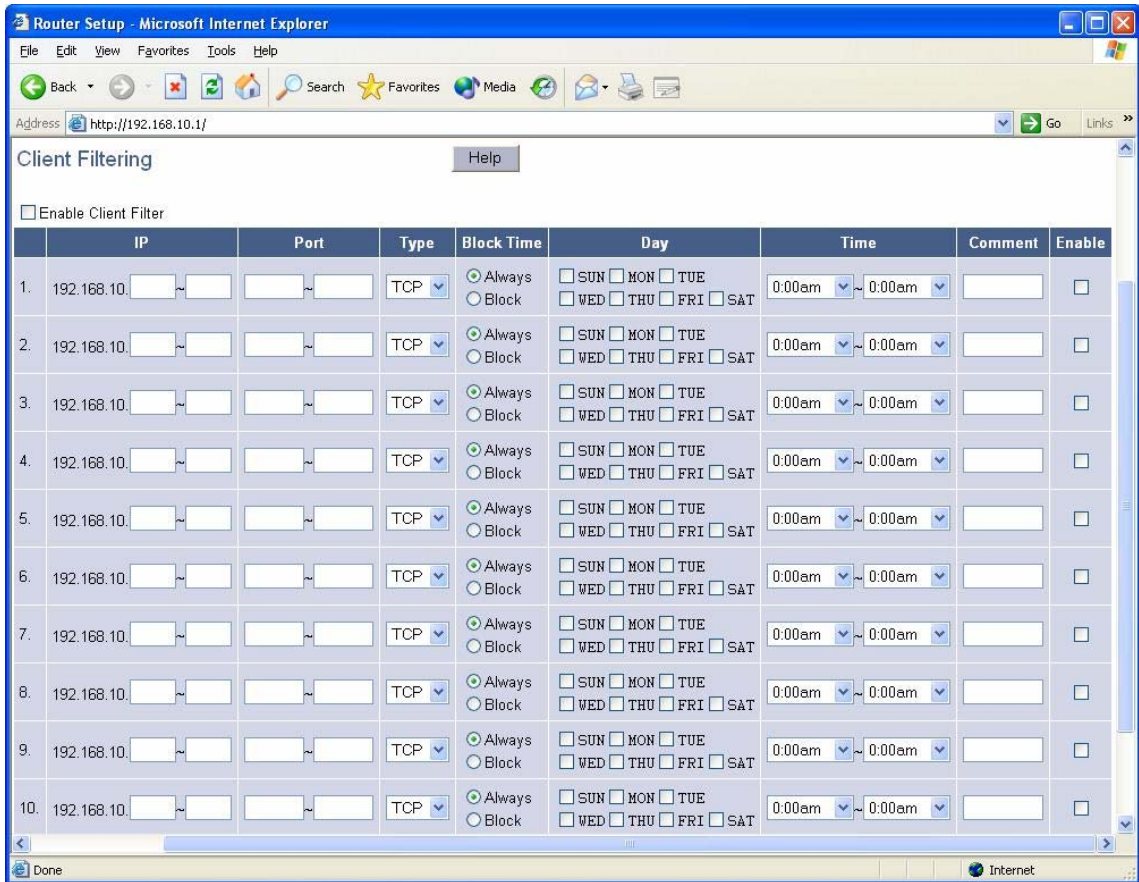 Router Setup - Microsoft Internet Explorer
File Edit View Favorites Tools Help
Back Search Favorites Media
Address http://192.168.10.1/ Go Links »
Client Filtering Help
Enable Client Filter
IP Port Type Block Time Day Time Comment Enable
1. 192.168.10. ~ ~ TCP Always SUN MON TUE 0:00am ~ 0:00am
Block WED THU FRI SAT
2. 192.168.10. ~ ~ TCP Always SUN MON TUE 0:00am ~ 0:00am
Block WED THU FRI SAT
3. 192.168.10. ~ ~ TCP Always SUN MON TUE 0:00am ~ 0:00am
Block WED THU FRI SAT
4. 192.168.10. ~ ~ TCP Always SUN MON TUE 0:00am ~ 0:00am
Block WED THU FRI SAT
5. 192.168.10. ~ ~ TCP Always SUN MON TUE 0:00am ~ 0:00am
Block WED THU FRI SAT
6. 192.168.10. ~ ~ TCP Always SUN MON TUE 0:00am ~ 0:00am
Block WED THU FRI SAT
7. 192.168.10. ~ ~ TCP Always SUN MON TUE 0:00am ~ 0:00am
Block WED THU FRI SAT
8. 192.168.10. ~ ~ TCP Always SUN MON TUE 0:00am ~ 0:00am
Block WED THU FRI SAT
9. 192.168.10. ~ ~ TCP Always SUN MON TUE 0:00am ~ 0:00am
Block WED THU FRI SAT
10. 192.168.10. ~ ~ TCP Always SUN MON TUE 0:00am ~ 0:00am
Block WED THU FRI SAT
Done Internet